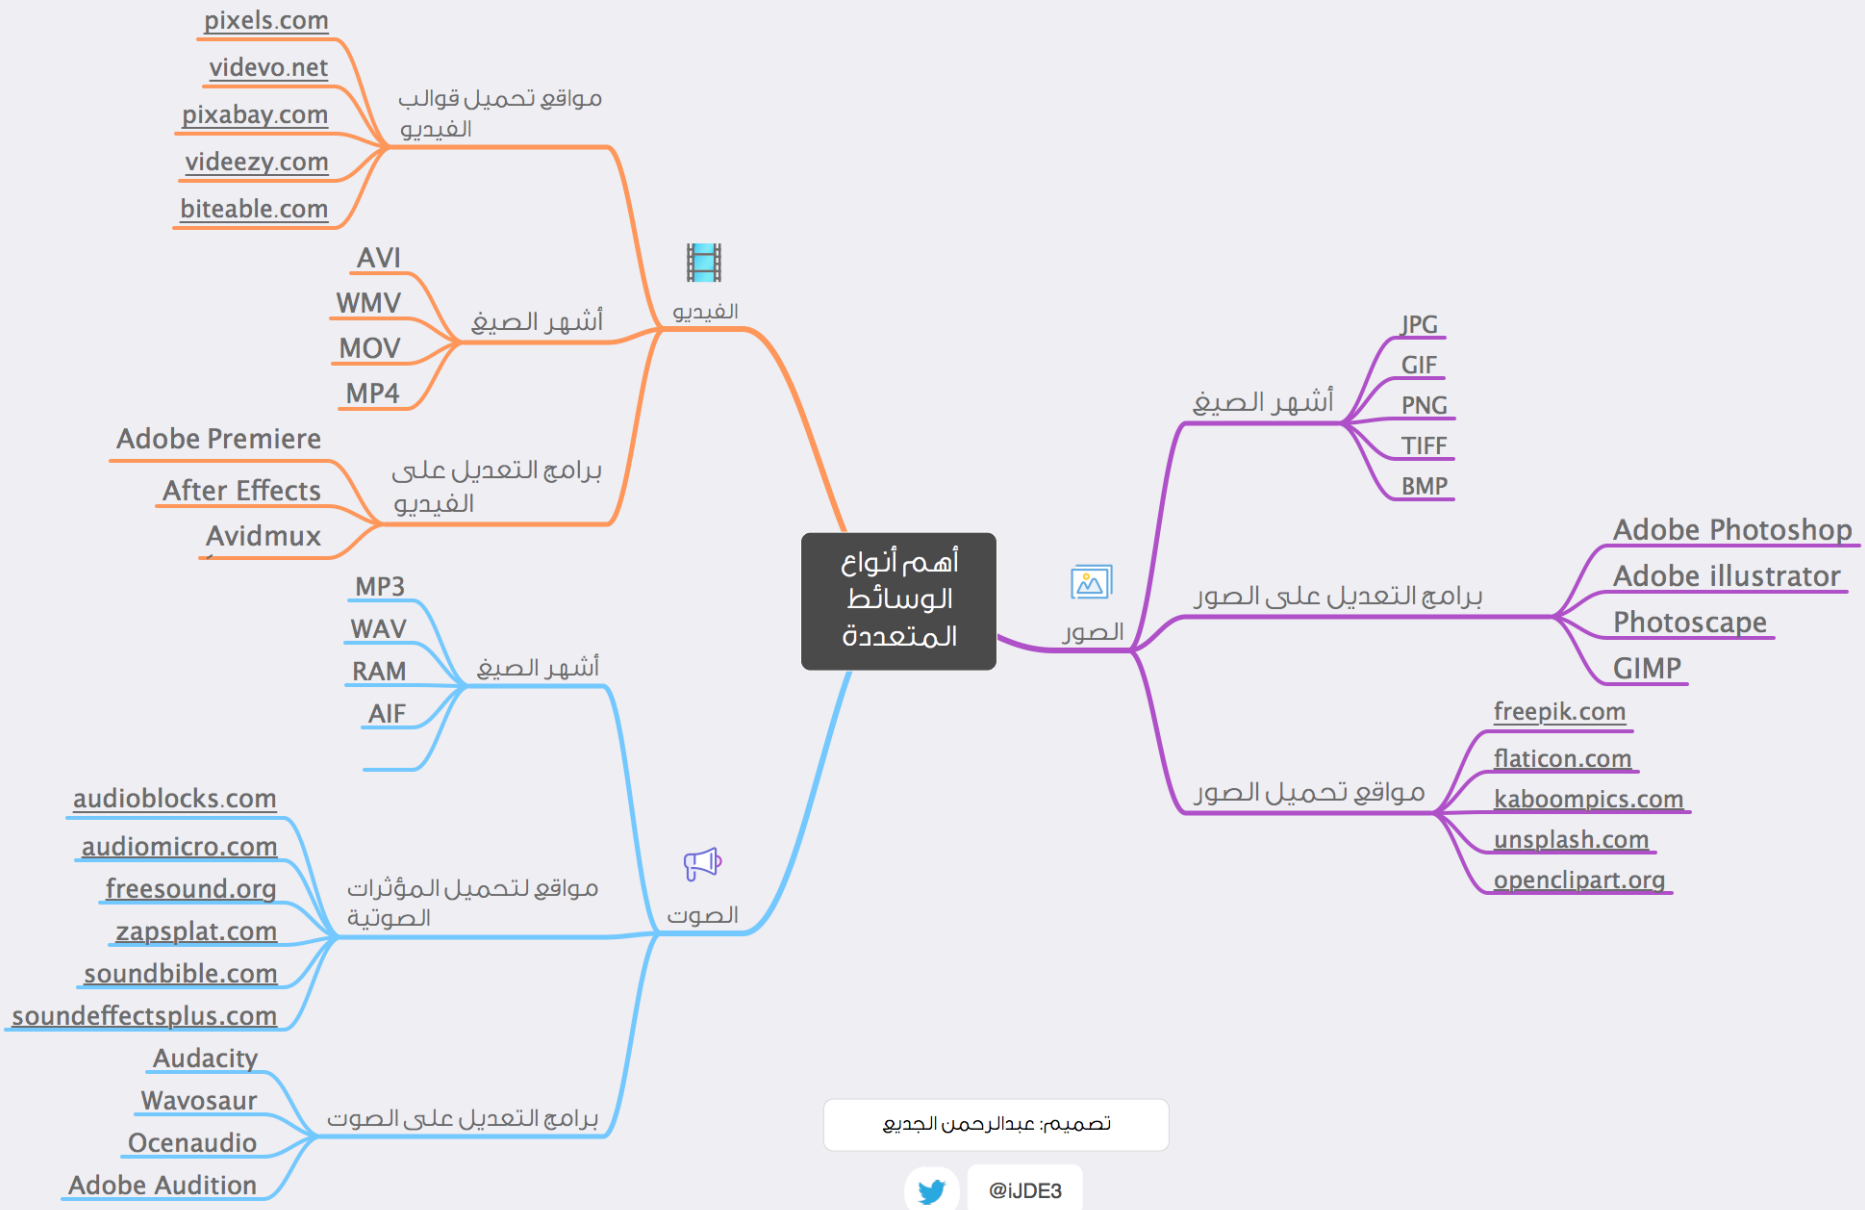 أهم أنواع
الوسائط
المتعددة
الصور
أشهر الصيغ
JPG
GIF
PNG
TIFF
BMP
برامج التعديل على الصور
Adobe Photoshop
Adobe illustrator
Photoscape
GIMP
مواقع تحميل الصور
freepik.com
flaticon.com
kaboompics.com
unsplash.com
openclipart.org
الفيديو
مواقع تحميل قوالب
الفيديو
pixels.com
videvo.net
pixabay.com
videezy.com
biteable.com
أشهر الصيغ
AVI
WMV
MOV
MP4
برامج التعديل على
الفيديو
Adobe Premiere
After Effects
Avidmux
الصوت
أشهر الصيغ
MP3
WAV
RAM
AIF
مواقع لتحميل المؤثرات
الصوتية
audioblocks.com
audiomicro.com
freesound.org
zapsplat.com
soundbible.com
soundeffectsplus.com
برامج التعديل على الصوت
Audacity
Wavosaur
Ocenaudio
Adobe Audition
تصميم: عبدالرحمن الجديع
@iJDE3